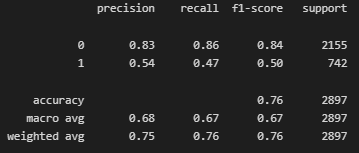 precision recall f1-score support
0 0.83 0.86 0.84 2155
1 0.54 0.47 0.50 742
accuracy 0.76 2897
macro avg 0.68 0.67 0.67 2897
weighted avg 0.75 0.76 0.76 2897